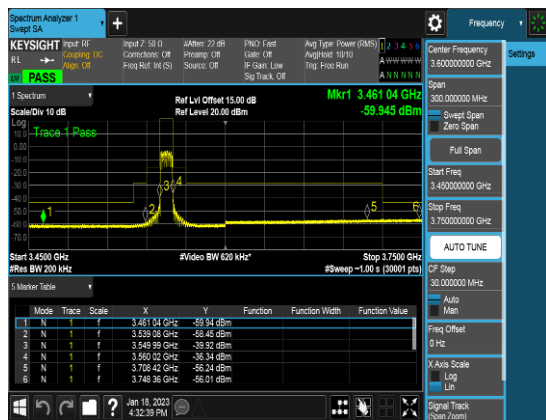 Spectrum Analyzer 1
Swept SA
Frequency
KEYSIGHT
Input: RF
Coupling: DC
Align: Off
Input Z: 50 Ω
Corrections: Off
Freq Ref: Int (S)
#Atten: 22 dB
Preamp: Off
Source: Off
PNO: Fast
Gate: Off
IF Gain: Low
Sig Track: Off
Avg Type: Power (RMS)
Avg|Hold: 10/10
Trig: Free Run
1 2 3 4 5 6
A W W W W W
A N N N N N
RL
PASS
1 Spectrum
Scale/Div 10 dB
Ref Lvl Offset 15.00 dB
Ref Level 20.00 dBm
Mkr1 3.461 04 GHz
-59.945 dBm
Log
Trace 1 Pass
10.0
0.00
-10.0
-20.0
-30.0
-40.0
-50.0
-60.0
-70.0
1
2
3
4
5
6
Start 3.4500 GHz
#Res BW 200 kHz
#Video BW 620 kHz*
Stop 3.7500 GHz
#Sweep ~1.00 s (30001 pts)
5 Marker Table
Mode Trace Scale X Y Function Function Width Function Value
1 N 1 f 3.461 04 GHz -59.94 dBm
2 N 1 f 3.539 08 GHz -58.45 dBm
3 N 1 f 3.549 99 GHz -39.92 dBm
4 N 1 f 3.560 02 GHz -36.34 dBm
5 N 1 f 3.708 42 GHz -56.24 dBm
6 N 1 f 3.748 36 GHz -56.01 dBm
Jan 18, 2023
4:32:39 PM
Center Frequency
3.600000000 GHz
Settings
Span
300.000000 MHz
Swept Span
Zero Span
Full Span
Start Freq
3.450000000 GHz
Stop Freq
3.750000000 GHz
AUTO TUNE
CF Step
30.000000 MHz
Auto
Man
Freq Offset
0 Hz
X Axis Scale
Log
Lin
Signal Track
(Span Zoom)